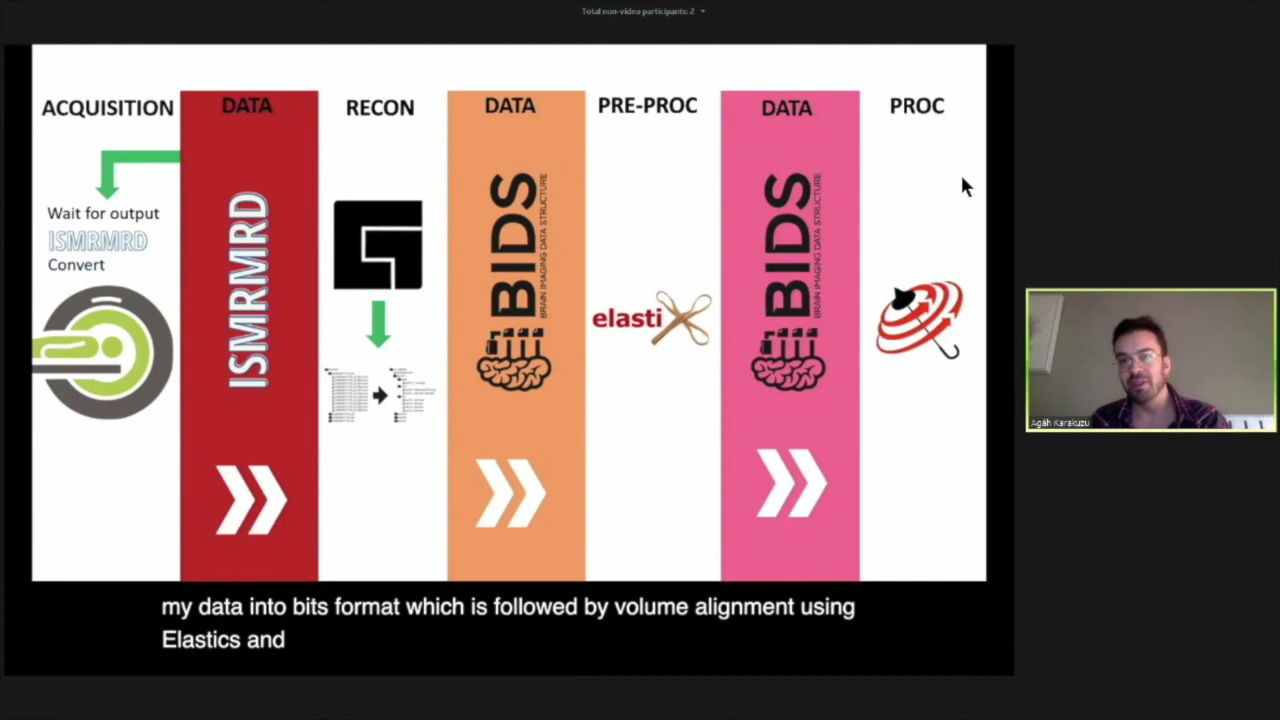 Total non-video participants: 2
ACQUISITION
DATA
RECON
DATA
PRE-PROC
DATA
PROC
Wait for output
ISMRMRD
Convert
ISMRMRD
BIDS
BRAIN IMAGING DATA STRUCTURE
elastix
BIDS
BRAIN IMAGING DATA STRUCTURE
Agâh Karakuzu
my data into bits format which is followed by volume alignment using
Elastics and